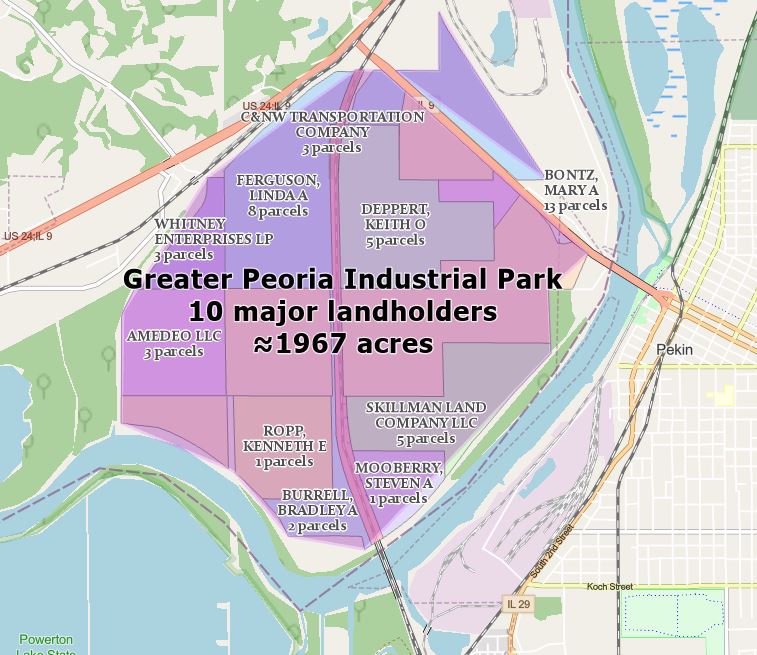 US 24;IL 9
IL 9
C&NW TRANSPORTATION
COMPANY
3 parcels
FERGUSON,
LINDA A
8 parcels
BONTZ,
MARY A
13 parcels
DEPPERT,
KEITH O
5 parcels
WHITNEY
ENTERPRISES LP
3 parcels
US 24;IL 9
Greater Peoria Industrial Park
10 major landholders
≈1967 acres
AMEDEO LLC
3 parcels
Pekin
SKILLMAN LAND
COMPANY LLC
5 parcels
ROPP,
KENNETH E
1 parcels
MOOBERRY,
STEVEN A
1 parcels
BURRELL,
BRADLEY A
2 parcels
South 2nd Street
Koch Street
IL 29
Powerton
Lake State